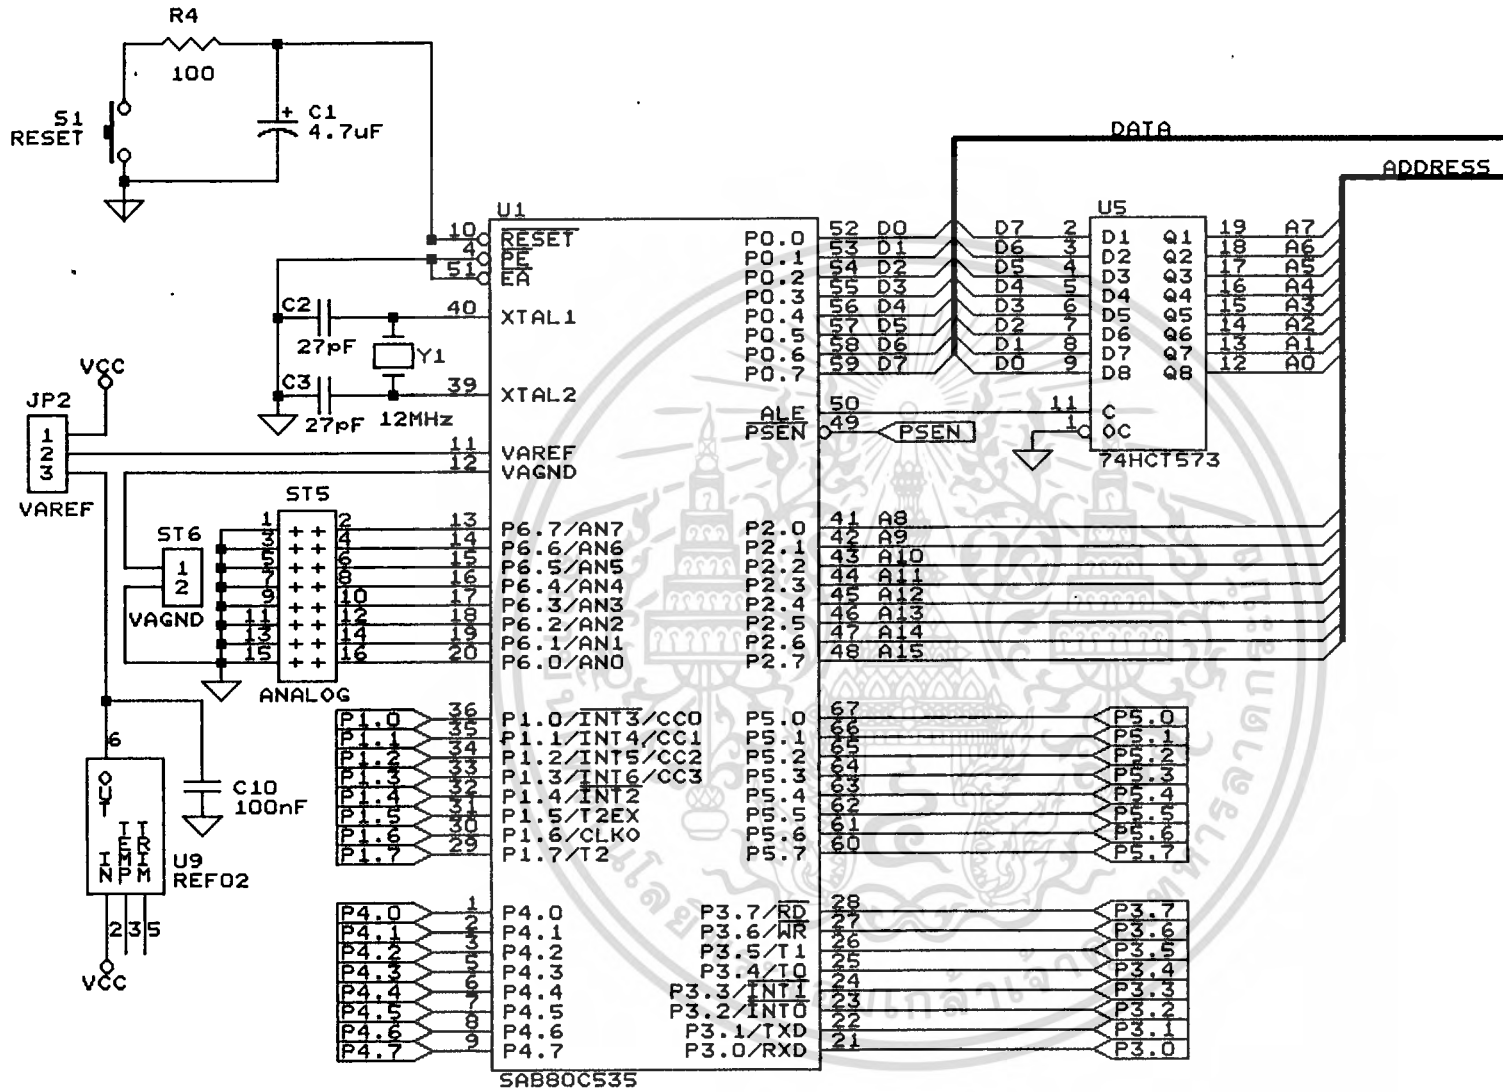 R4
100
S1
RESET
+ C1
4.7uF
DATA
ADDRESS
U1
U5
10 RESET
4 PE
51 EA
40 XTAL1
39 XTAL2
C2
27pF
Y1
C3
27pF 12MHz
VCC
JP2
1
2
3
VAREF
11 VAREF
12 VAGND
ST6
1
2
VAGND
ST5
1 ++ 2
3 ++ 4
5 ++ 6
7 ++ 8
9 ++ 10
11 ++ 12
13 ++ 14
15 ++ 16
ANALOG
13 P6.7/AN7
14 P6.6/AN6
15 P6.5/AN5
16 P6.4/AN4
17 P6.3/AN3
18 P6.2/AN2
19 P6.1/AN1
20 P6.0/AN0
P1.0 36 P1.0/INT3/CC0
P1.1 35 P1.1/INT4/CC1
P1.2 34 P1.2/INT5/CC2
P1.3 33 P1.3/INT6/CC3
P1.4 32 P1.4/INT2
P1.5 31 P1.5/T2EX
P1.6 30 P1.6/CLKO
P1.7 29 P1.7/T2
P4.0 1 P4.0
P4.1 2 P4.1
P4.2 3 P4.2
P4.3 5 P4.3
P4.4 6 P4.4
P4.5 7 P4.5
P4.6 8 P4.6
P4.7 9 P4.7
6
OUT
IN
TEMP
TRIM
2 3 5
VCC
U9
REF02
C10
100nF
P0.0 52 D0
P0.1 53 D1
P0.2 54 D2
P0.3 55 D3
P0.4 56 D4
P0.5 57 D5
P0.6 58 D6
P0.7 59 D7
ALE 50
PSEN 49 PSEN
D7 2 D1 Q1 19 A7
D6 3 D2 Q2 18 A6
D5 4 D3 Q3 17 A5
D4 5 D4 Q4 16 A4
D3 6 D5 Q5 15 A3
D2 7 D6 Q6 14 A2
D1 8 D7 Q7 13 A1
D0 9 D8 Q8 12 A0
11 C
1 OC
74HCT573
P2.0 41 A8
P2.1 42 A9
P2.2 43 A10
P2.3 44 A11
P2.4 45 A12
P2.5 46 A13
P2.6 47 A14
P2.7 48 A15
P5.0 67 P5.0
P5.1 66 P5.1
P5.2 65 P5.2
P5.3 64 P5.3
P5.4 63 P5.4
P5.5 62 P5.5
P5.6 61 P5.6
P5.7 60 P5.7
P3.7/RD 28 P3.7
P3.6/WR 27 P3.6
P3.5/T1 26 P3.5
P3.4/T0 25 P3.4
P3.3/INT1 24 P3.3
P3.2/INT0 23 P3.2
P3.1/TXD 22 P3.1
P3.0/RXD 21 P3.0
SAB80C535